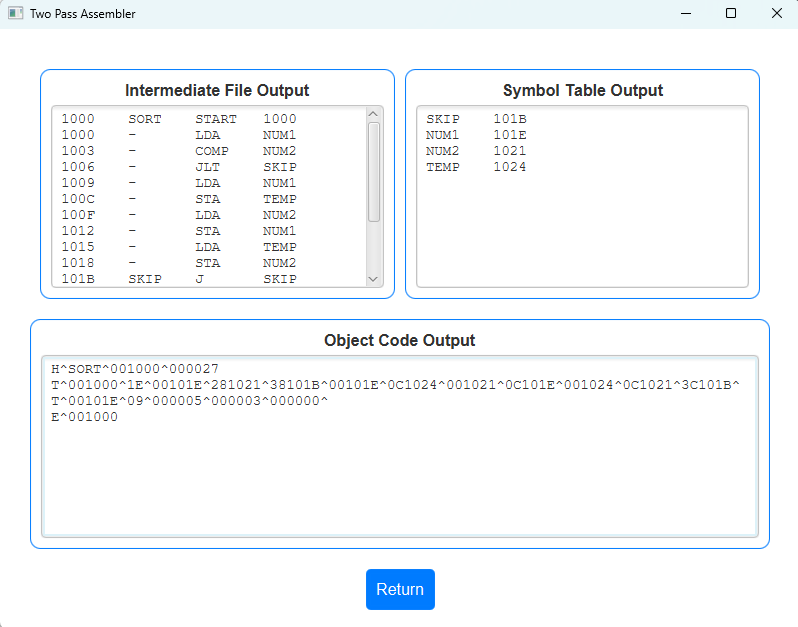 Two Pass Assembler
Intermediate File Output
1000 SORT START 1000
1000 - LDA NUM1
1003 - COMP NUM2
1006 - JLT SKIP
1009 - LDA NUM1
100C - STA TEMP
100F - LDA NUM2
1012 - STA NUM1
1015 - LDA TEMP
1018 - STA NUM2
101B SKIP J SKIP
Symbol Table Output
SKIP 101B
NUM1 101E
NUM2 1021
TEMP 1024
Object Code Output
H^SORT^001000^000027
T^001000^1E^00101E^281021^38101B^00101E^0C1024^001021^0C101E^001024^0C1021^3C101B^
T^00101E^09^000005^000003^000000^
E^001000
Return